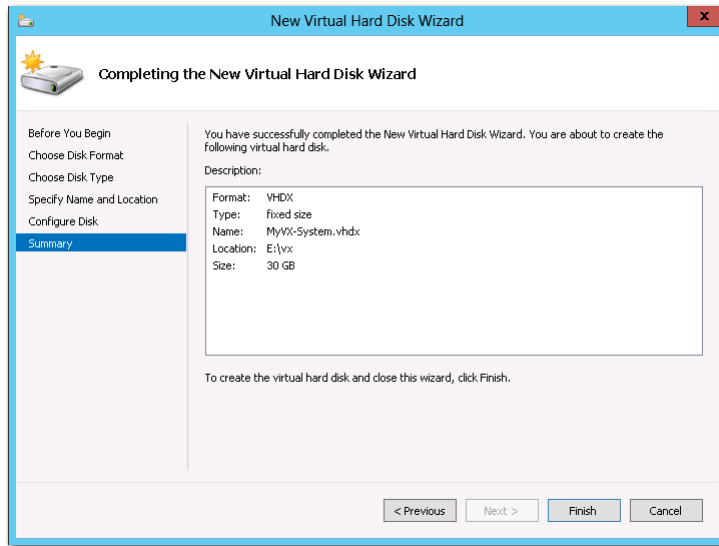 New Virtual Hard Disk Wizard
x
Completing the New Virtual Hard Disk Wizard
Before You Begin
Choose Disk Format
Choose Disk Type
Specify Name and Location
Configure Disk
Summary
You have successfully completed the New Virtual Hard Disk Wizard. You are about to create the
following virtual hard disk.
Description:
Format: VHDX
Type: fixed size
Name: MyVX-System.vhdx
Location: E:\vx
Size: 30 GB
To create the virtual hard disk and close this wizard, click Finish.
< Previous
Next >
Finish
Cancel